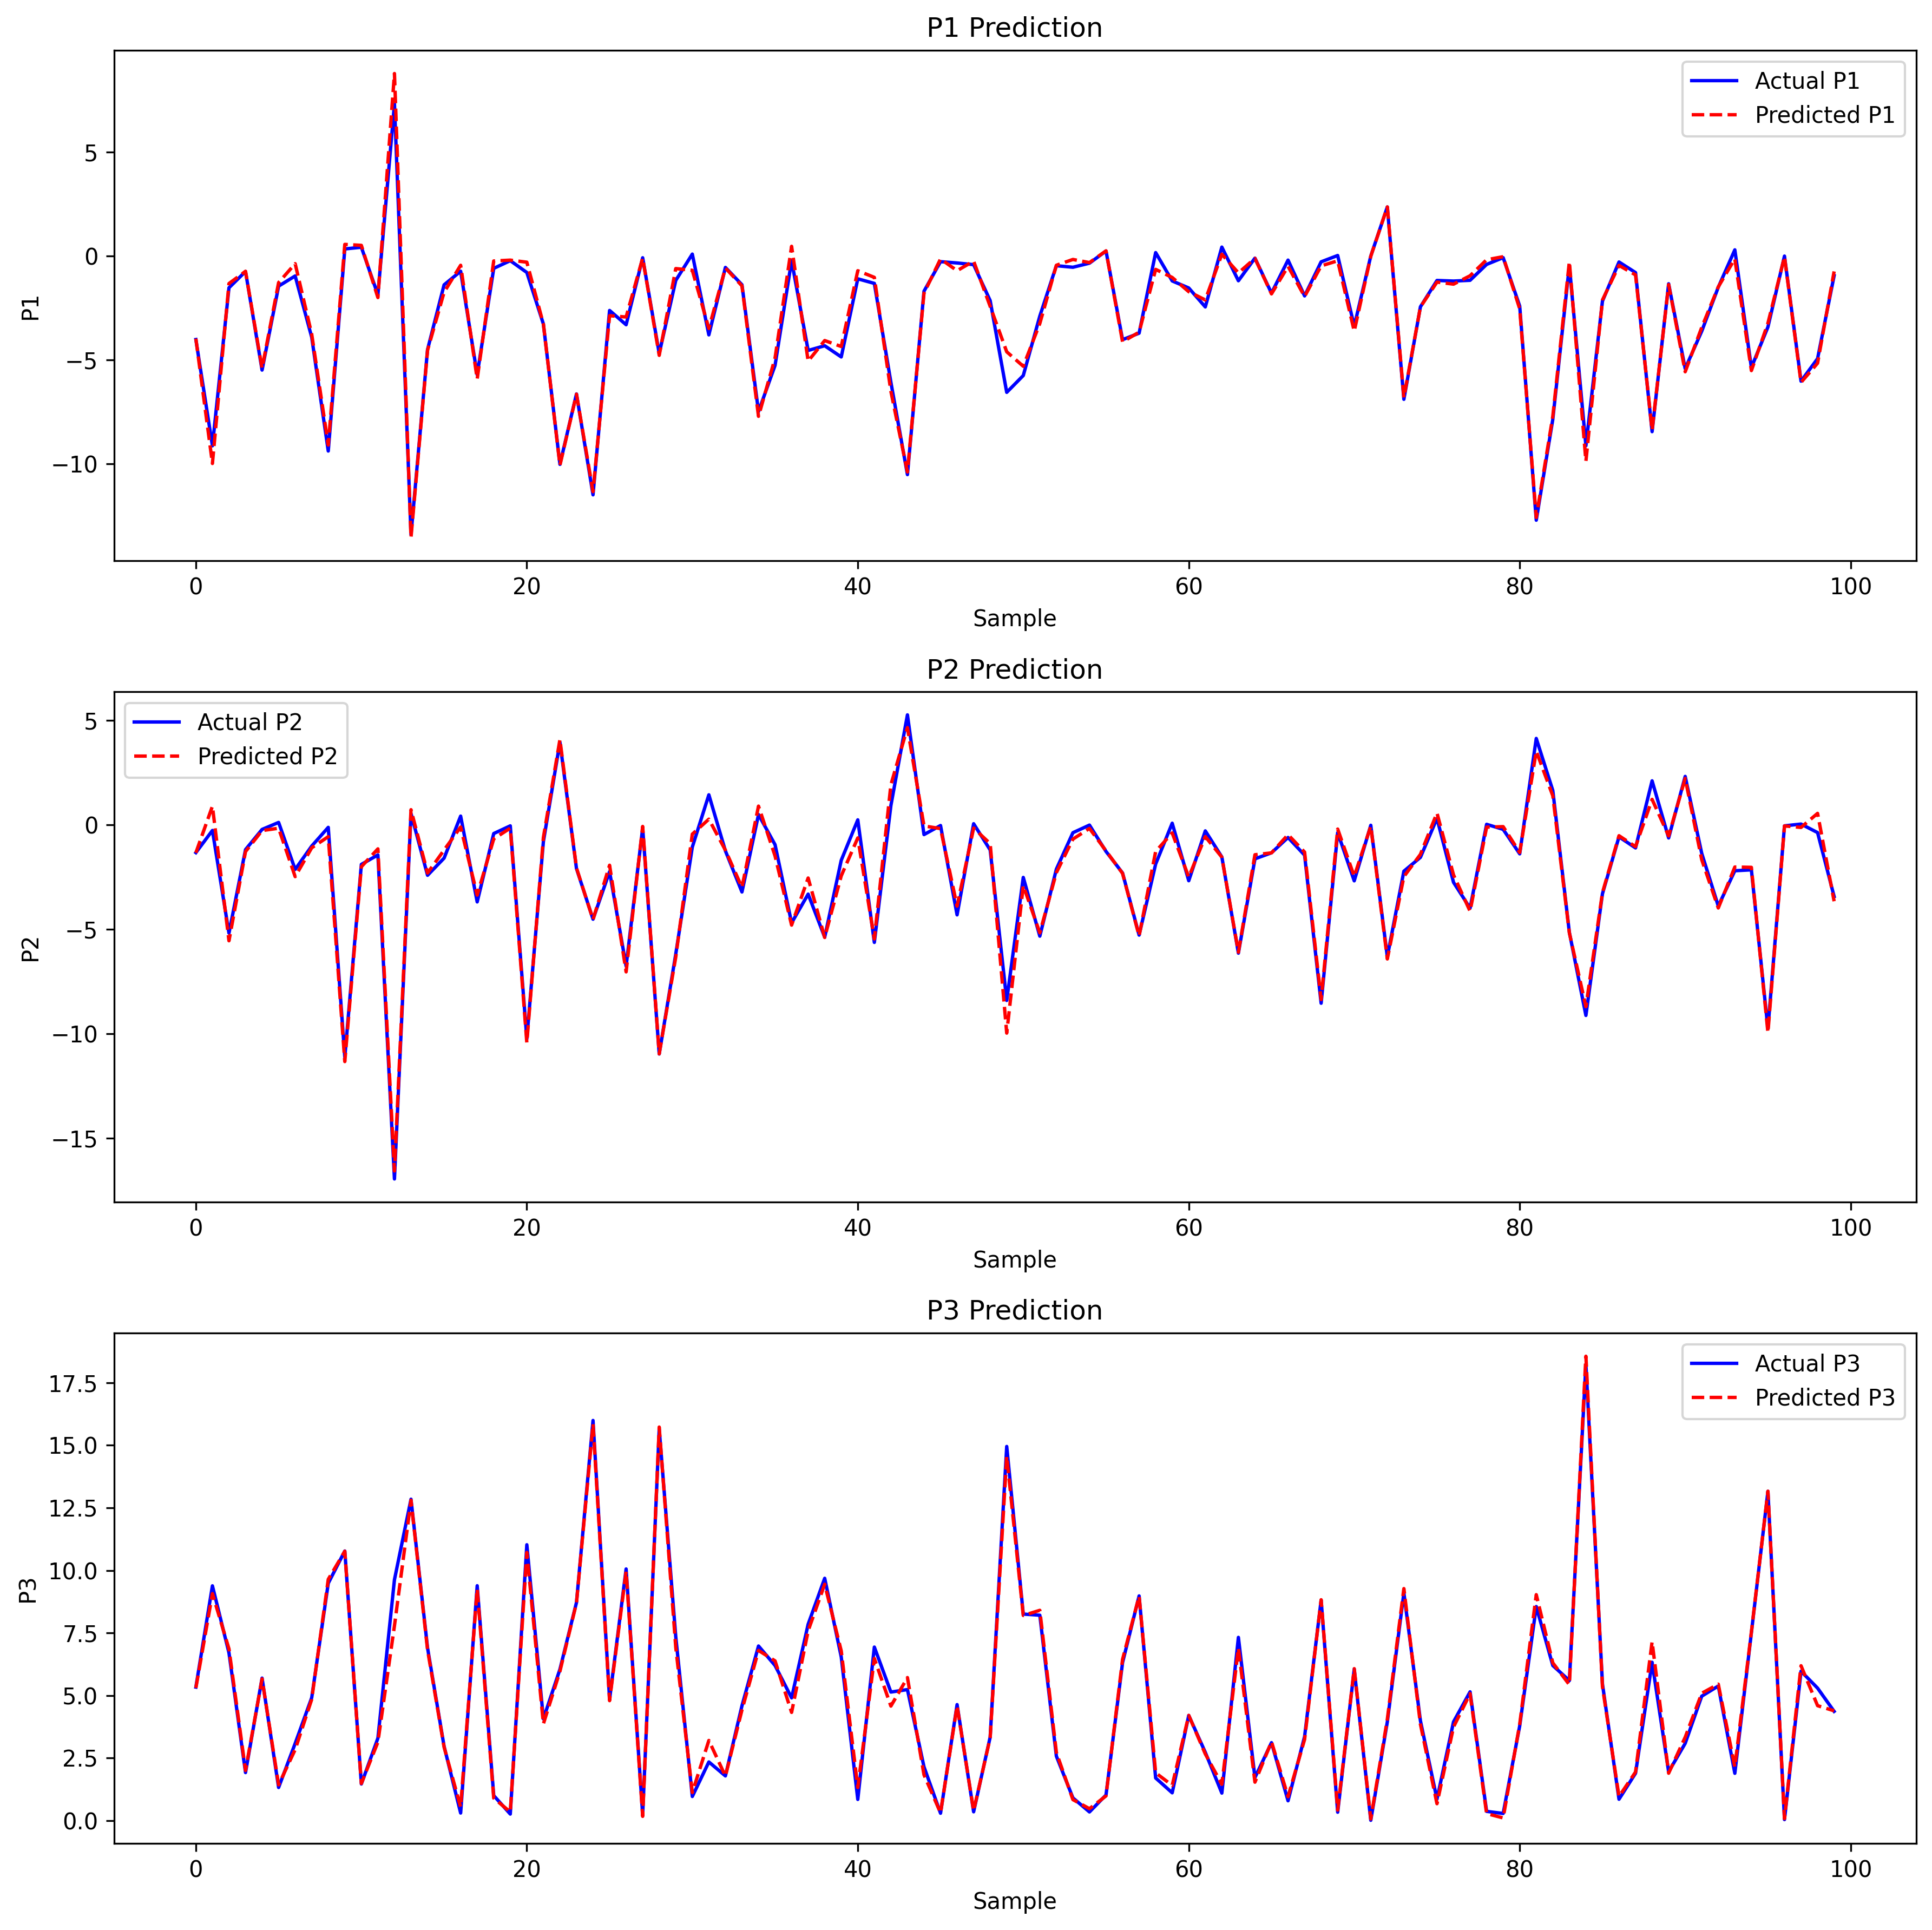 P1 Prediction
Actual P1
Predicted P1
5
0
−5
−10
P1
0
20
40
60
80
100
Sample
P2 Prediction
Actual P2
Predicted P2
5
0
−5
−10
−15
P2
0
20
40
60
80
100
Sample
P3 Prediction
Actual P3
Predicted P3
17.5
15.0
12.5
10.0
7.5
5.0
2.5
0.0
P3
0
20
40
60
80
100
Sample